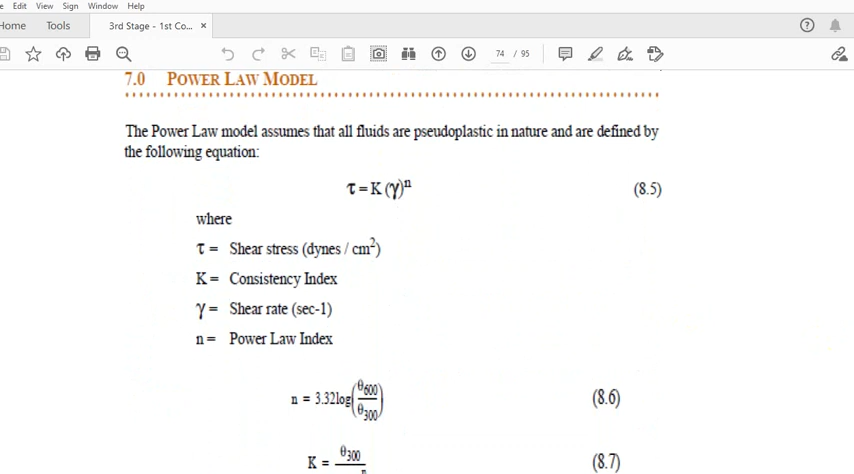 e Edit View Sign Window Help
Home Tools 3rd Stage - 1st Co... ×
74 / 95
7.0 POWER LAW MODEL
The Power Law model assumes that all fluids are pseudoplastic in nature and are defined by
the following equation:
τ = K (γ)ⁿ (8.5)
where
τ = Shear stress (dynes / cm²)
K = Consistency Index
γ = Shear rate (sec-1)
n = Power Law Index
n = 3.32log(θ₆₀₀/θ₃₀₀) (8.6)
K = θ₃₀₀ (8.7)